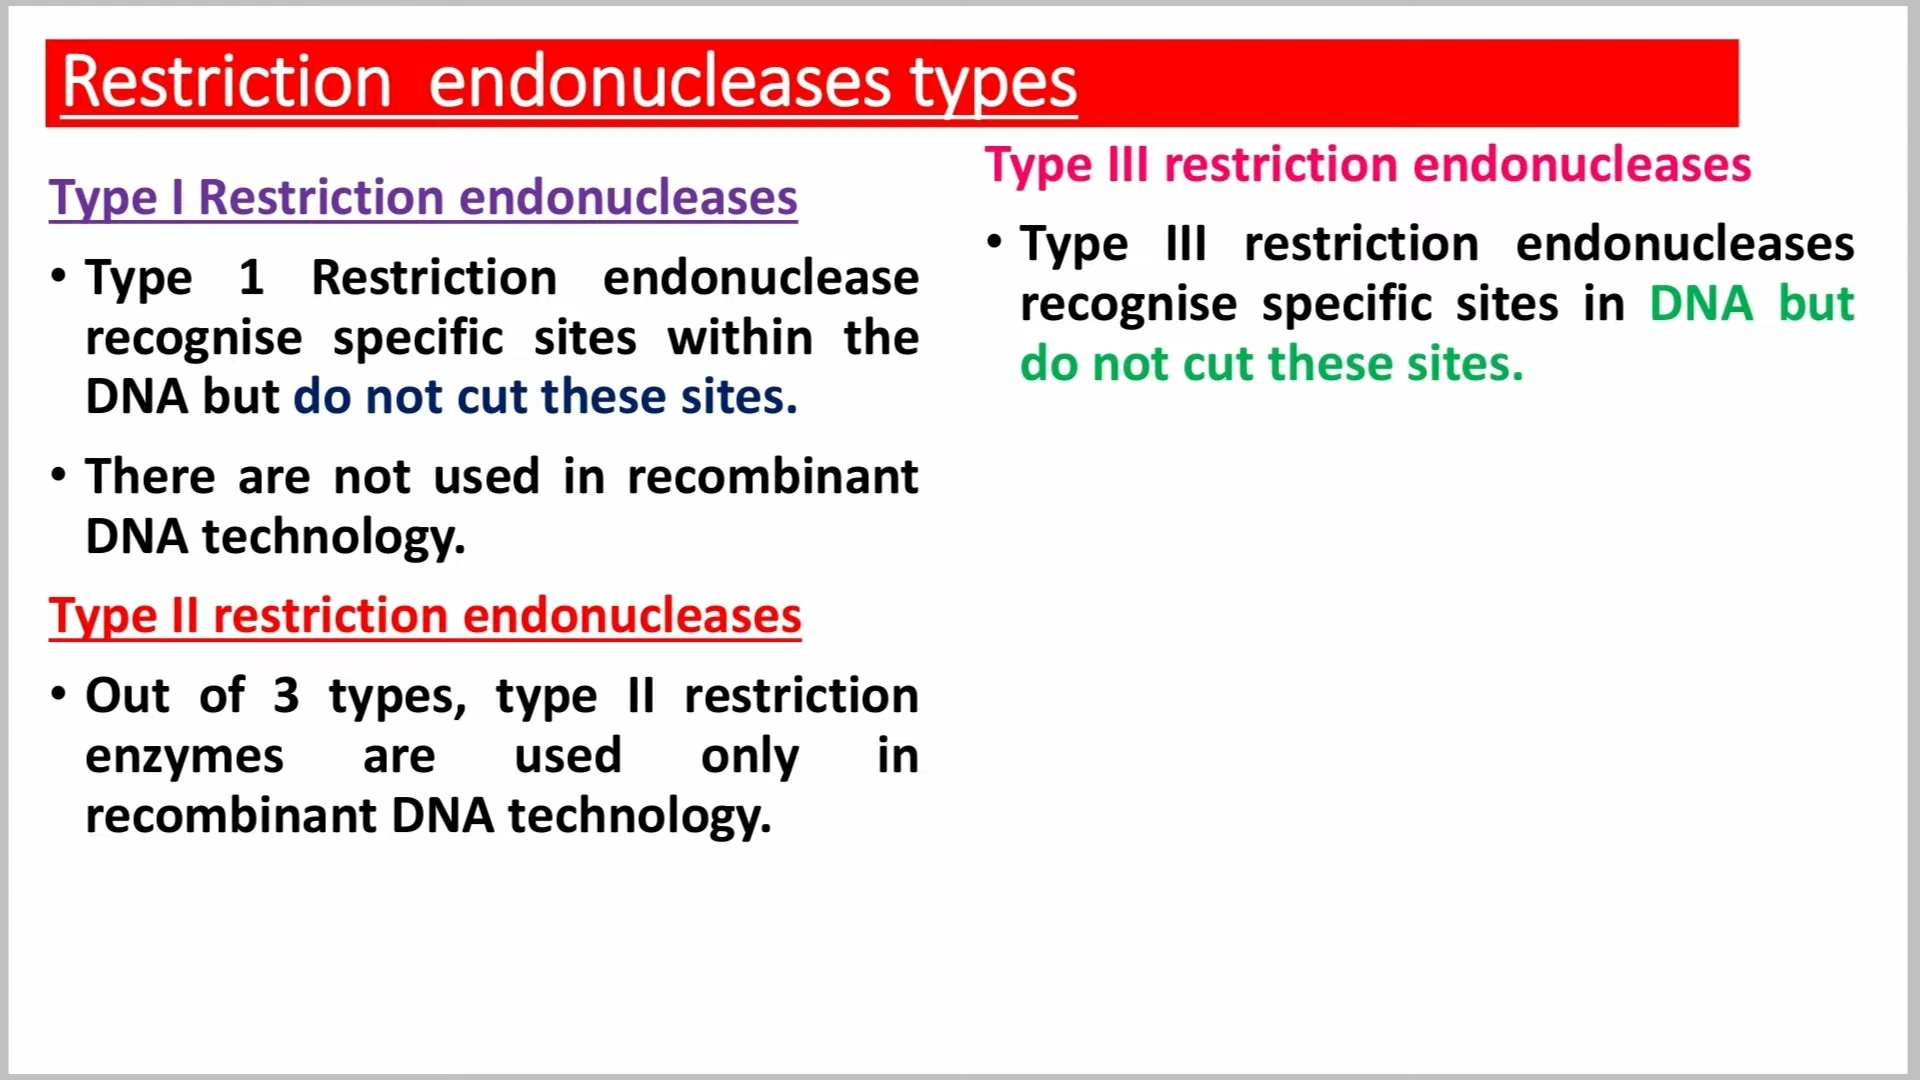 Restriction endonucleases types
Type I Restriction endonucleases
• Type 1 Restriction endonuclease
recognise specific sites within the
DNA but do not cut these sites.
• There are not used in recombinant
DNA technology.
Type II restriction endonucleases
• Out of 3 types, type II restriction
enzymes are used only in
recombinant DNA technology.
Type III restriction endonucleases
• Type III restriction endonucleases
recognise specific sites in DNA but
do not cut these sites.